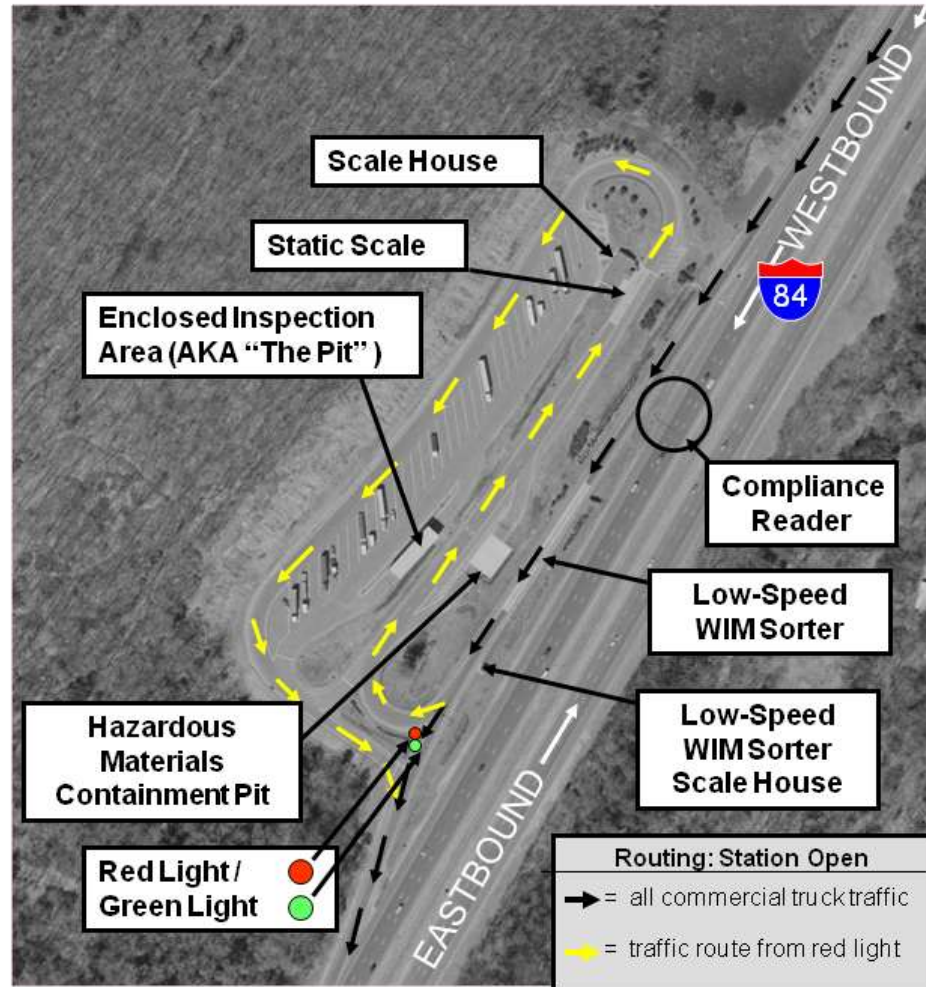 WESTBOUND
84
Scale House
Static Scale
Enclosed Inspection
Area (AKA “The Pit” )
Compliance
Reader
Low-Speed
WIM Sorter
Hazardous
Materials
Containment Pit
Low-Speed
WIM Sorter
Scale House
Red Light /
Green Light
EASTBOUND
Routing: Station Open
= all commercial truck traffic
= traffic route from red light